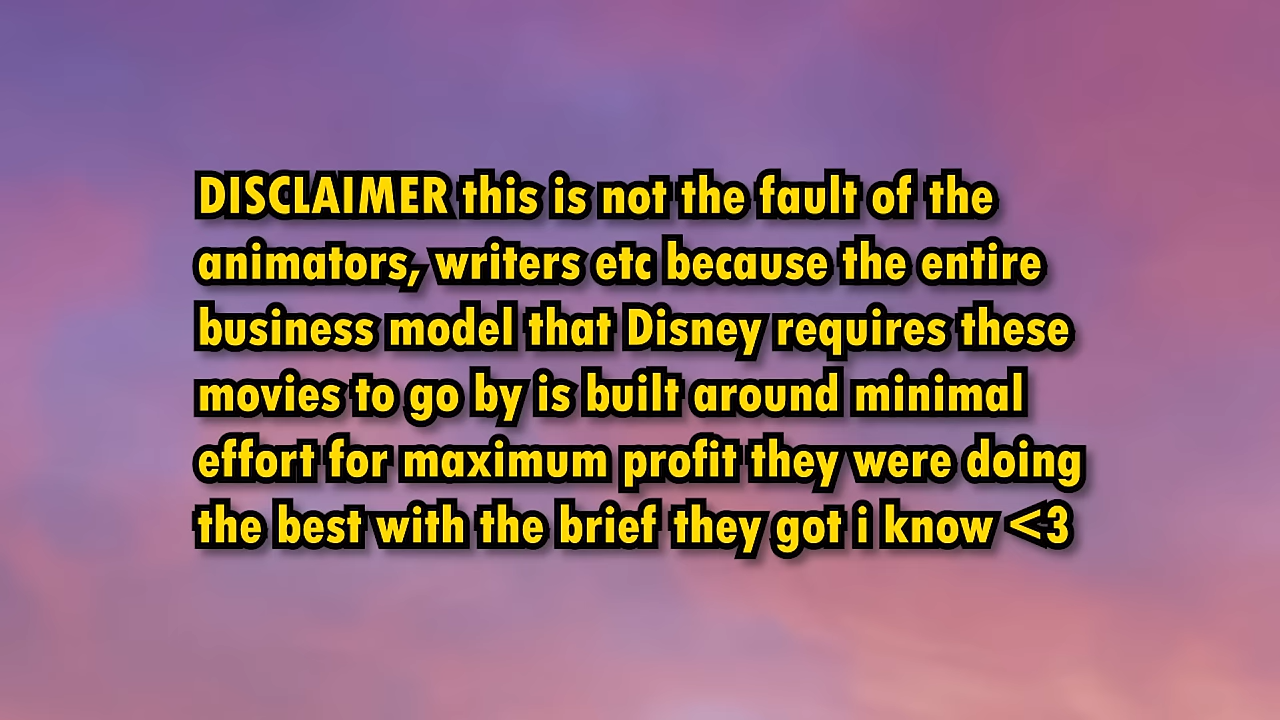 DISCLAIMER this is not the fault of the
animators, writers etc because the entire
business model that Disney requires these
movies to go by is built around minimal
effort for maximum profit they were doing
the best with the brief they got i know <3